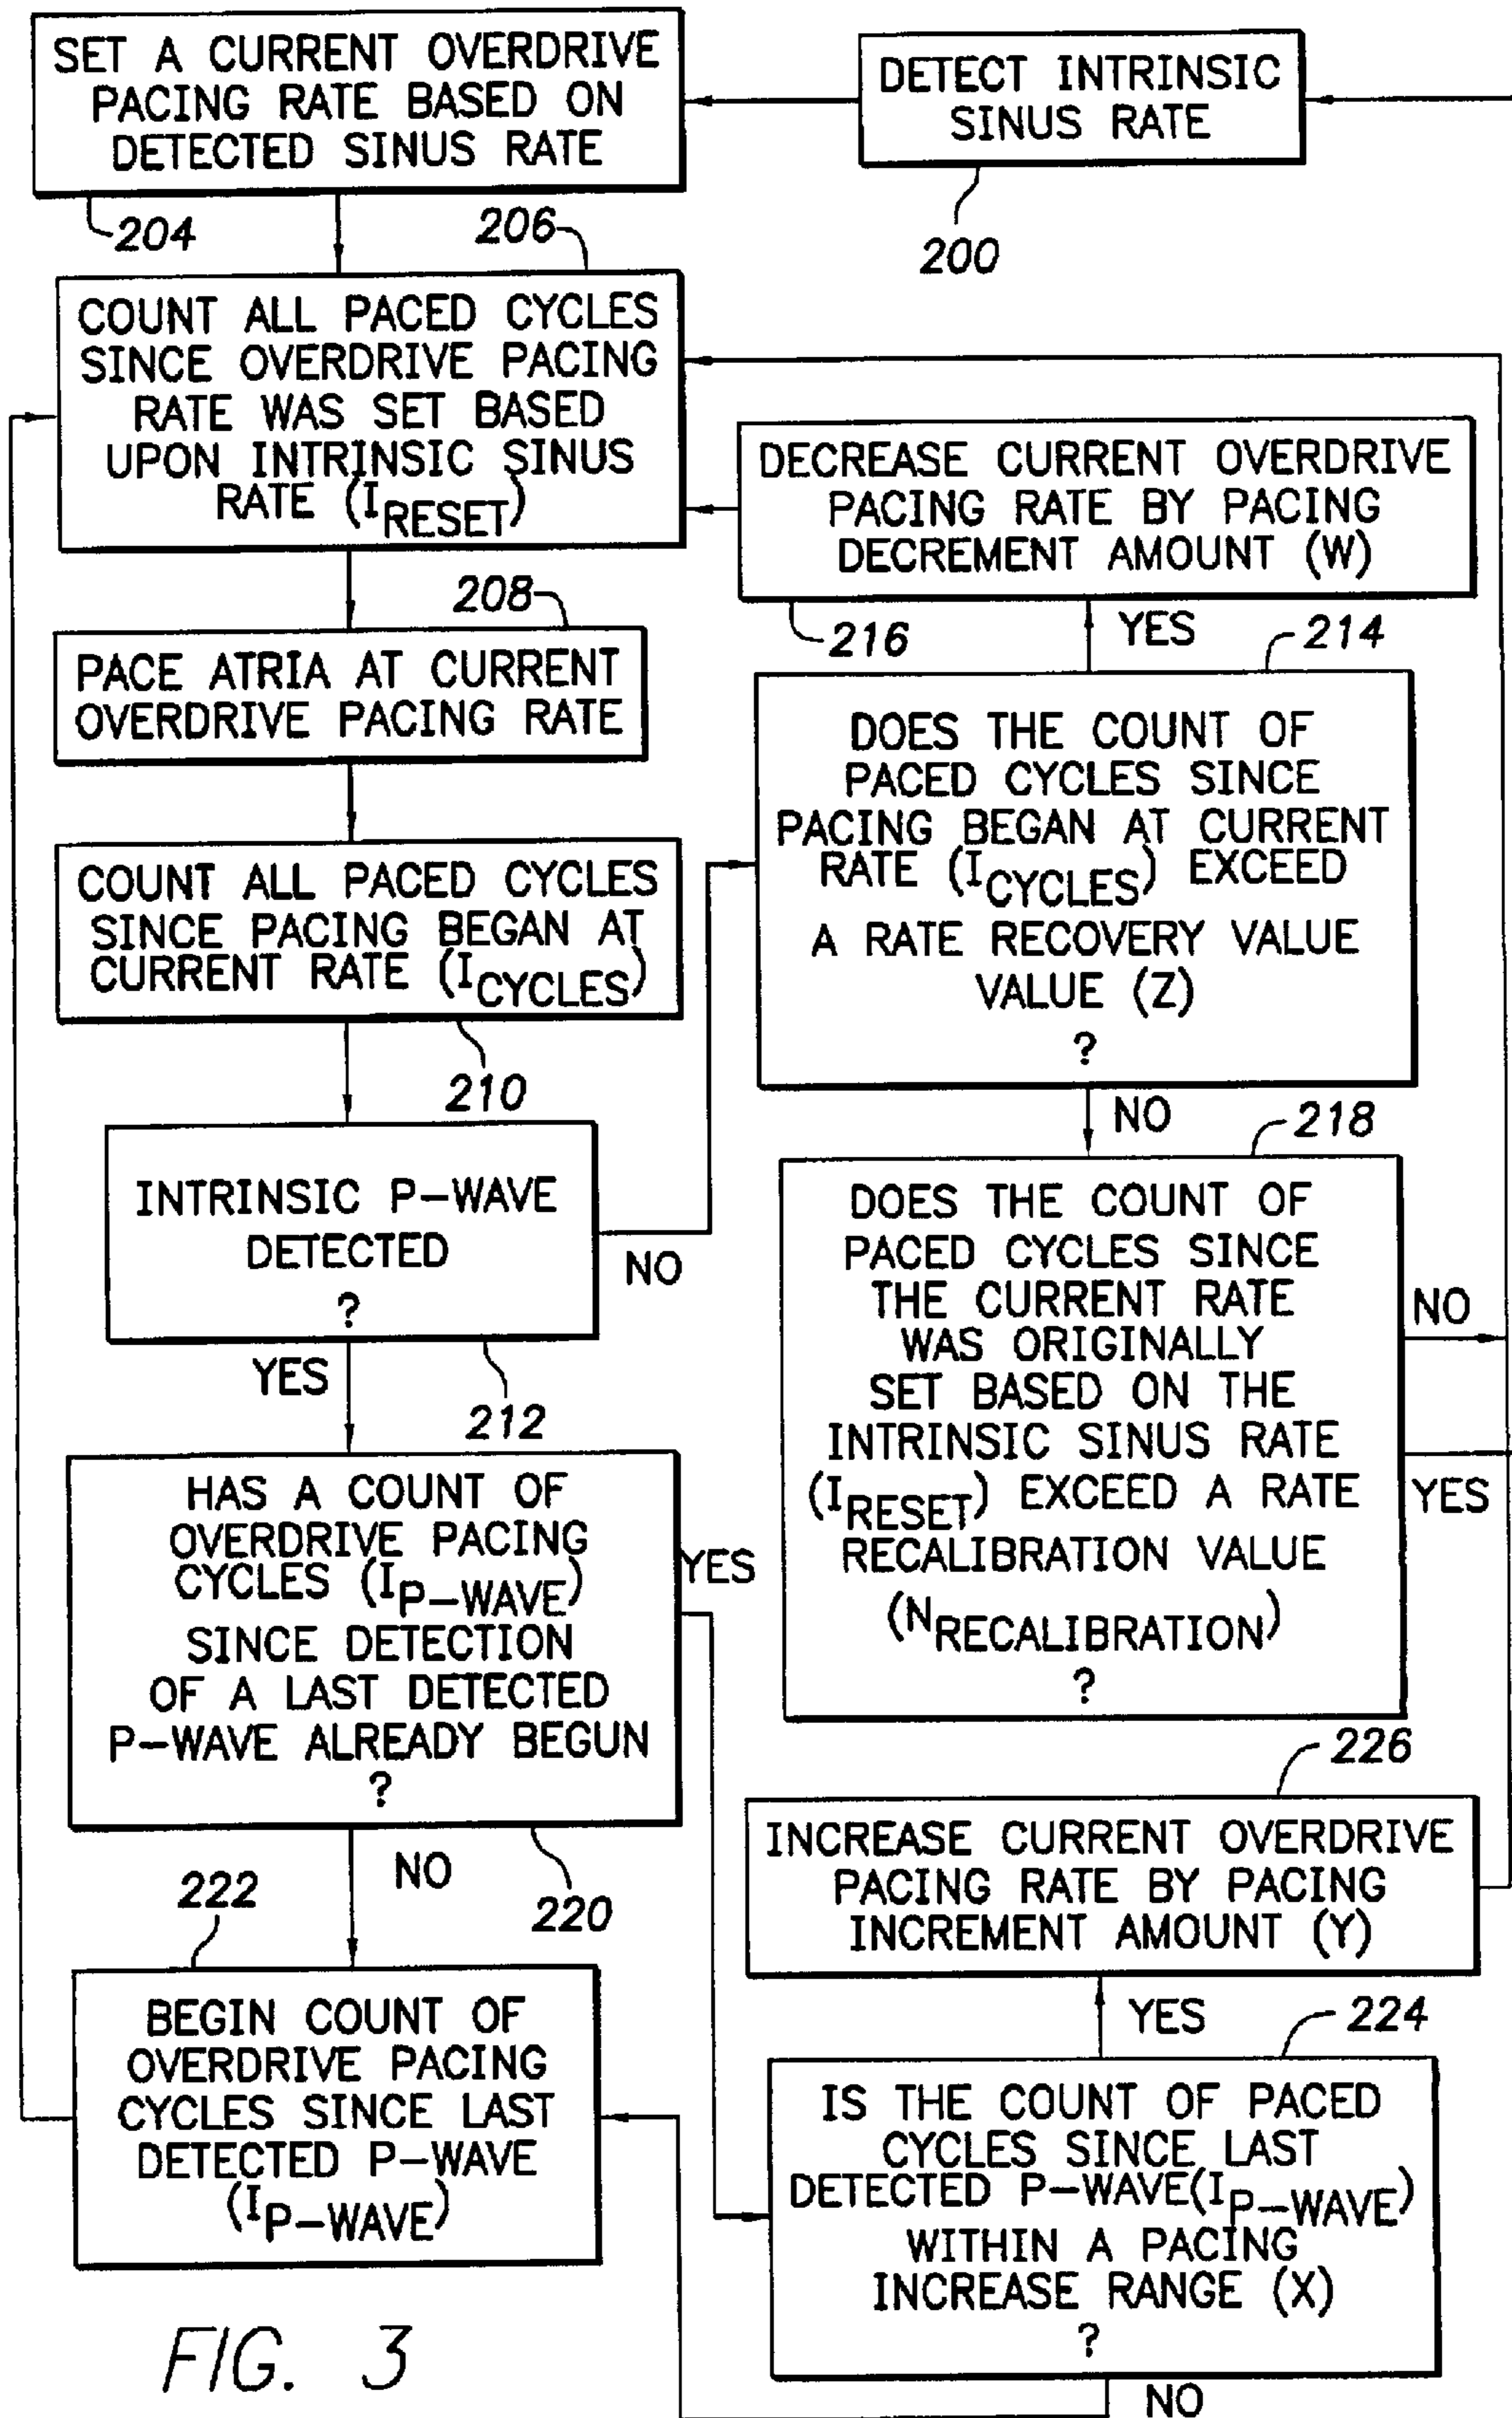 SET A CURRENT OVERDRIVE
PACING RATE BASED ON
DETECTED SINUS RATE
204
DETECT INTRINSIC
SINUS RATE
200
206
COUNT ALL PACED CYCLES
SINCE OVERDRIVE PACING
RATE WAS SET BASED
UPON INTRINSIC SINUS
RATE (IRESET)
208
PACE ATRIA AT CURRENT
OVERDRIVE PACING RATE
COUNT ALL PACED CYCLES
SINCE PACING BEGAN AT
CURRENT RATE (ICYCLES)
210
INTRINSIC P-WAVE
DETECTED
?
NO
YES
212
DECREASE CURRENT OVERDRIVE
PACING RATE BY PACING
DECREMENT AMOUNT (W)
216
YES
214
DOES THE COUNT OF
PACED CYCLES SINCE
PACING BEGAN AT CURRENT
RATE (ICYCLES) EXCEED
A RATE RECOVERY VALUE
VALUE (Z)
?
NO
218
DOES THE COUNT OF
PACED CYCLES SINCE
THE CURRENT RATE
WAS ORIGINALLY
SET BASED ON THE
INTRINSIC SINUS RATE
(IRESET) EXCEED A RATE
RECALIBRATION VALUE
(NRECALIBRATION)
?
NO
YES
HAS A COUNT OF
OVERDRIVE PACING
CYCLES (IP-WAVE)
SINCE DETECTION
OF A LAST DETECTED
P-WAVE ALREADY BEGUN
?
YES
NO
220
222
BEGIN COUNT OF
OVERDRIVE PACING
CYCLES SINCE LAST
DETECTED P-WAVE
(IP-WAVE)
226
INCREASE CURRENT OVERDRIVE
PACING RATE BY PACING
INCREMENT AMOUNT (Y)
YES
224
IS THE COUNT OF PACED
CYCLES SINCE LAST
DETECTED P-WAVE(IP-WAVE)
WITHIN A PACING
INCREASE RANGE (X)
?
NO
FIG. 3